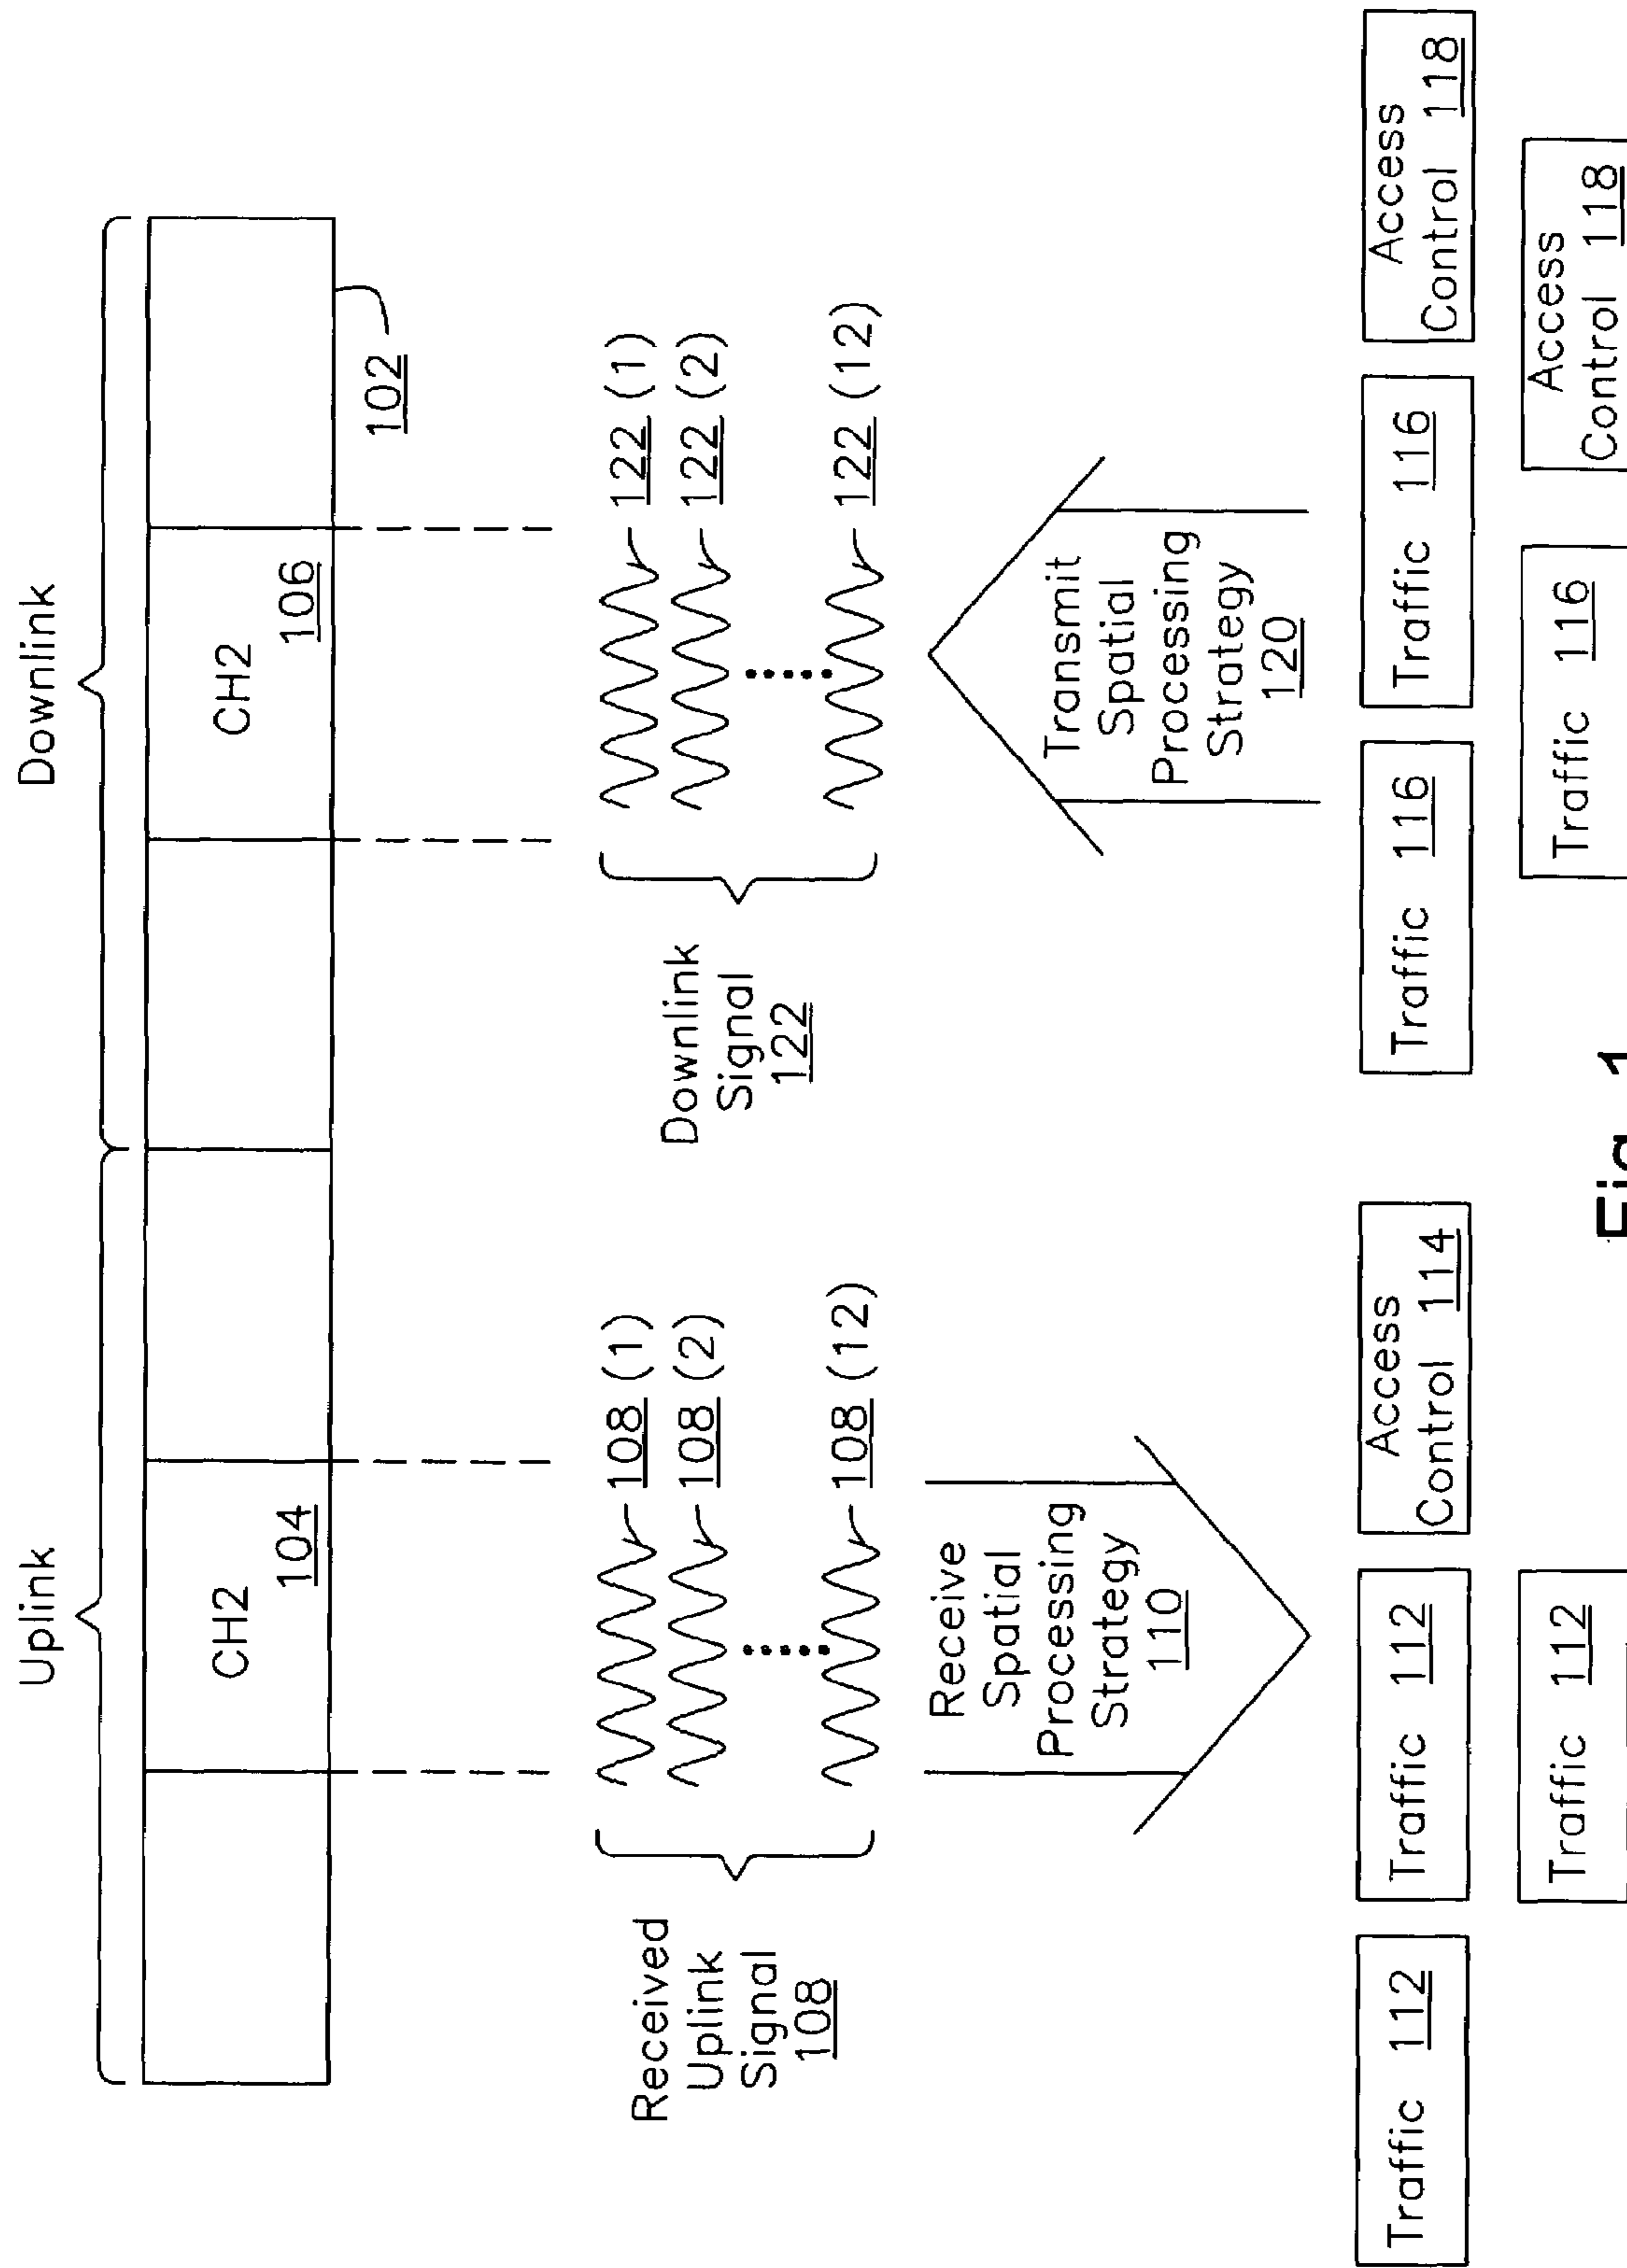 Uplink
Downlink
CH2
104
CH2
106
102
Received
Uplink
Signal
108
108 (1)
108 (2)
108 (12)
Downlink
Signal
122
122 (1)
122 (2)
122 (12)
Receive
Spatial
Processing
Strategy
110
Transmit
Spatial
Processing
Strategy
120
Traffic 112
Traffic 112
Access
Control 114
Traffic 116
Traffic 116
Access
Control 118
Traffic 112
Traffic 116
Access
Control 118
Fig. 1